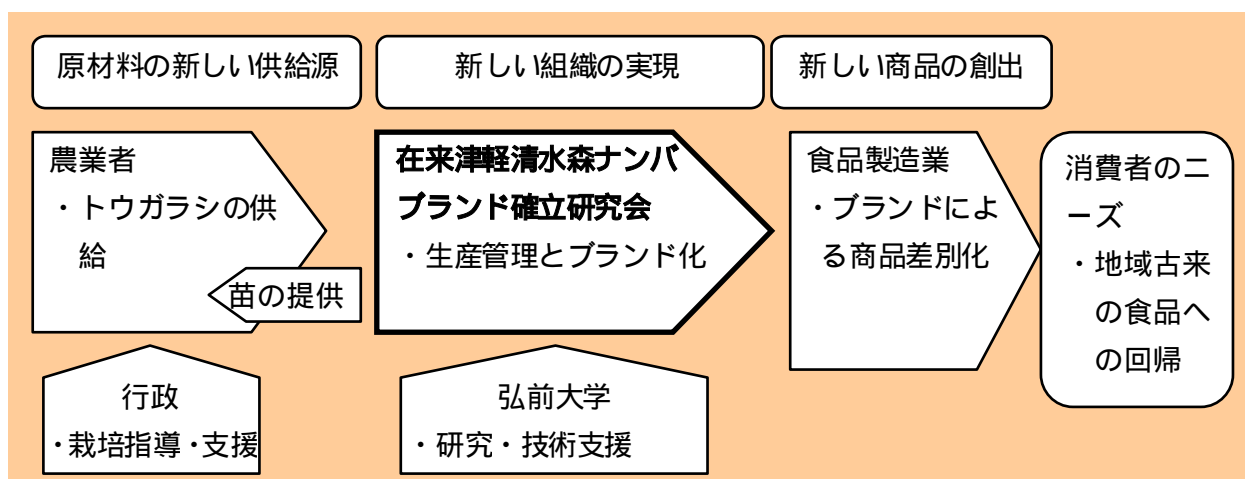 原材料の新しい供給源
新しい組織の実現
新しい商品の創出
農業者
・トウガラシの供
給
苗の提供
在来津軽清水森ナンバ
ブランド確立研究会
・生産管理とブランド化
食品製造業
・ブランドによ
る商品差別化
消費者のニ
ーズ
・地域古来
の食品へ
の回帰
行政
・栽培指導・支援
弘前大学
・研究・技術支援